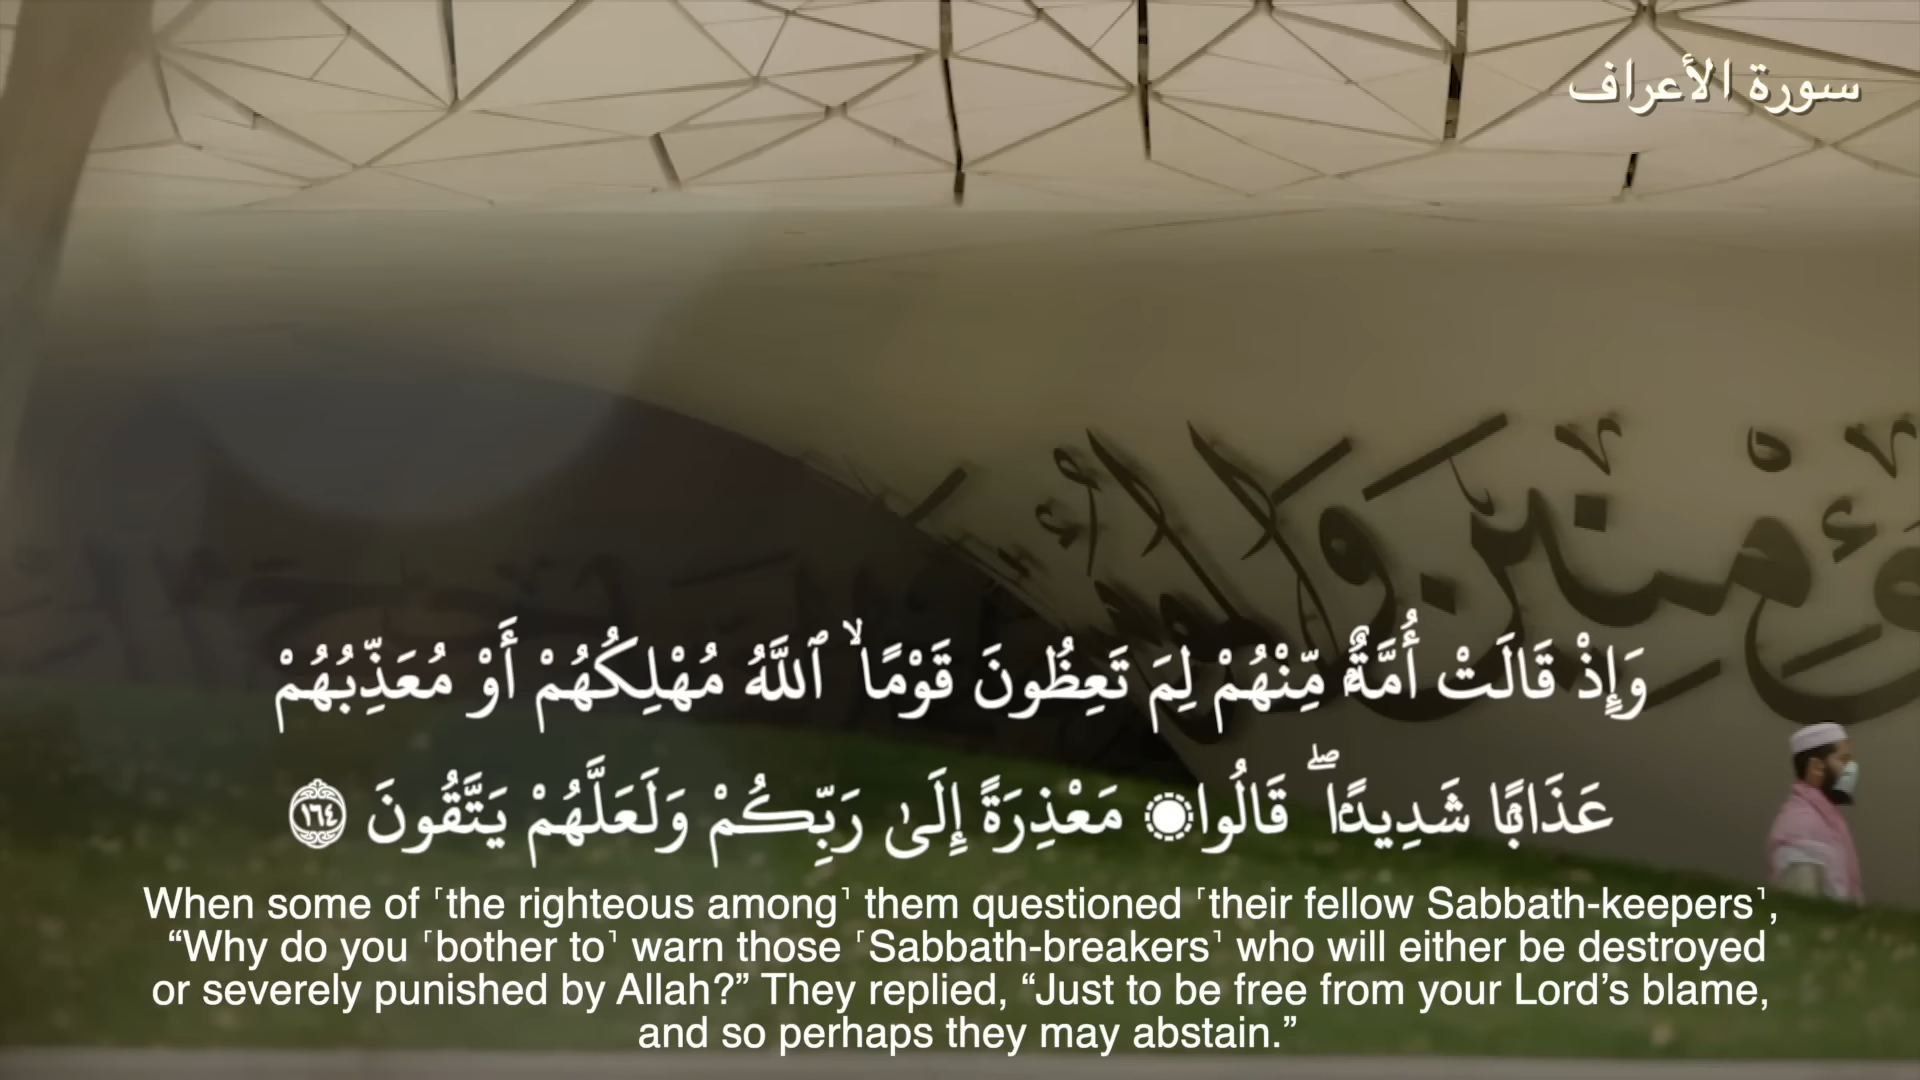 سورة الأعراف
ؤْمِنِينَ وَالْمُؤْ
وَإِذْ قَالَتْ أُمَّةٌ مِّنْهُمْ لِمَ تَعِظُونَ قَوْمًا ۙ ٱللَّهُ مُهْلِكُهُمْ أَوْ مُعَذِّبُهُمْ
عَذَابًا شَدِيدًا ۖ قَالُوا۟ مَعْذِرَةً إِلَىٰ رَبِّكُمْ وَلَعَلَّهُمْ يَتَّقُونَ ١٦٤
When some of ˹the righteous among˺ them questioned ˹their fellow Sabbath-keepers˺,
“Why do you ˹bother to˺ warn those ˹Sabbath-breakers˺ who will either be destroyed
or severely punished by Allah?” They replied, “Just to be free from your Lord’s blame,
and so perhaps they may abstain.”